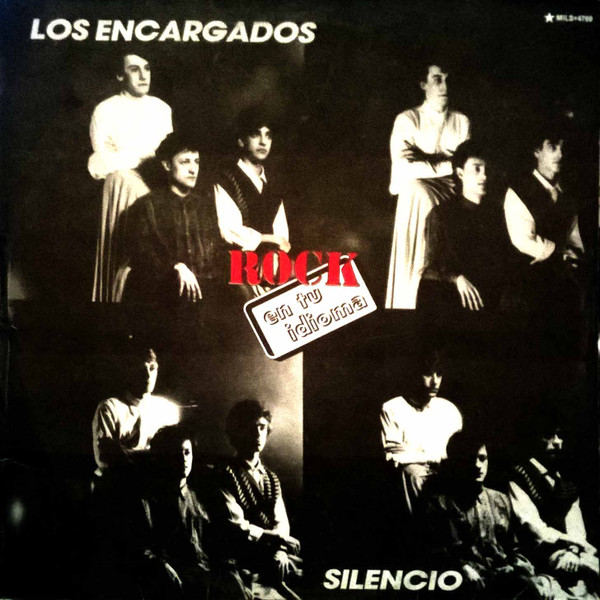 LOS ENCARGADOS
★ MILS-4769
ROCK
en tu
idioma
SILENCIO